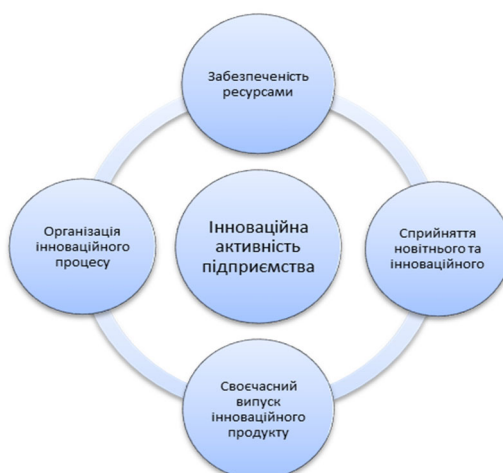 Забезпеченість
ресурсами
Організація
інноваційного
процесу
Інноваційна
активність
підприємства
Сприйняття
новітнього та
інноваційного
Своєчасний
випуск
інноваційного
продукту